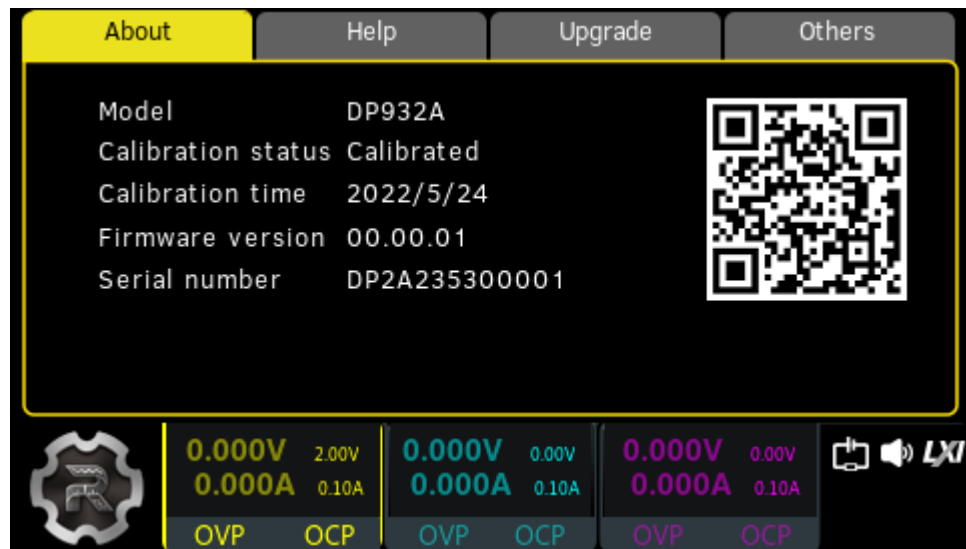 About Help Upgrade Others
Model DP932A
Calibration status Calibrated
Calibration time 2022/5/24
Firmware version 00.00.01
Serial number DP2A235300001
0.000V 2.00V 0.000V 0.00V 0.000V 0.00V
0.000A 0.10A 0.000A 0.10A 0.000A 0.10A
LXI
OVP OCP OVP OCP OVP OCP
R